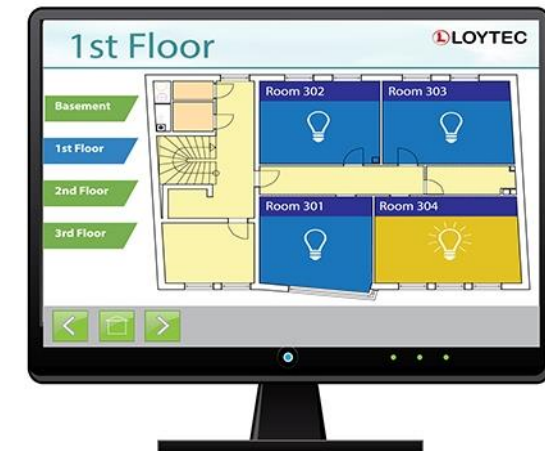 1st Floor
LOYTEC
Basement
1st Floor
2nd Floor
3rd Floor
Room 302
Room 303
Room 301
Room 304